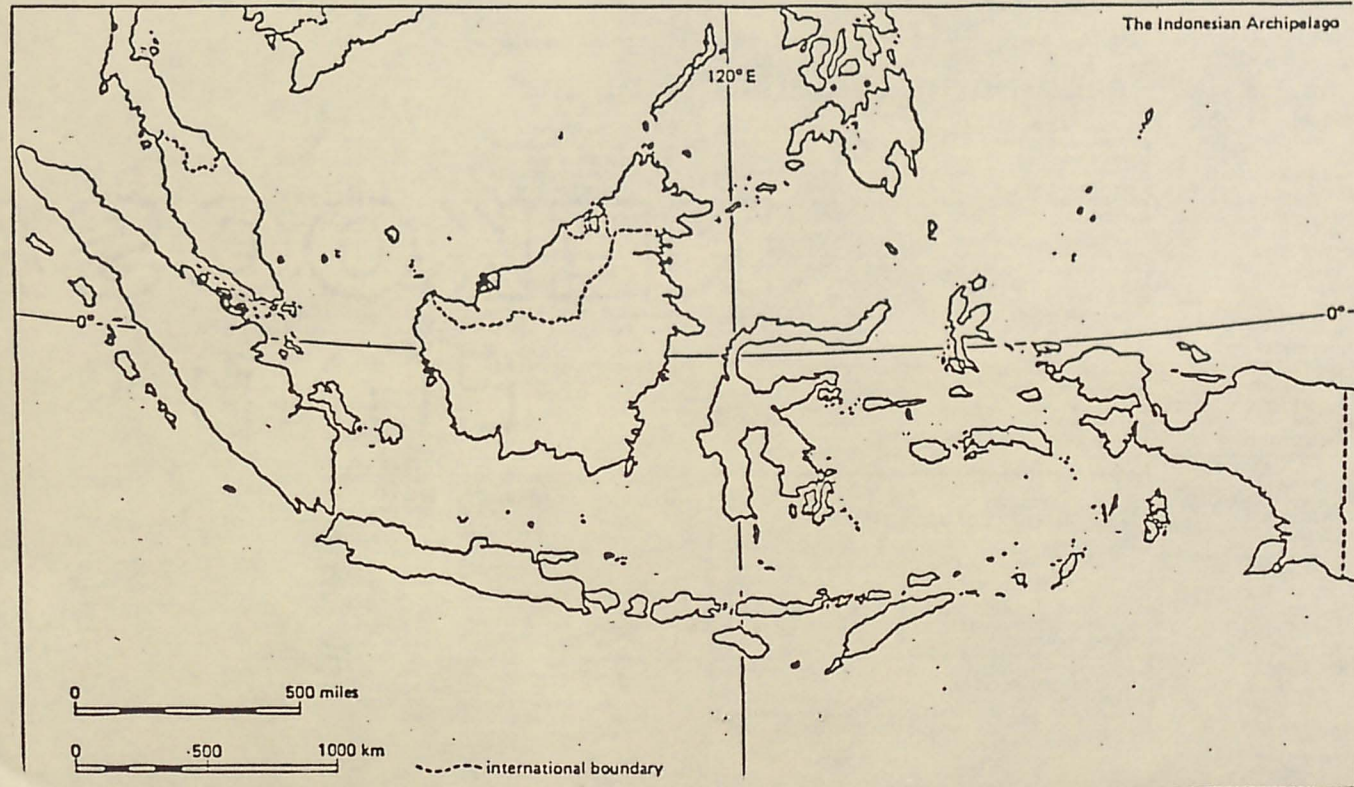 The Indonesian Archipelago
120°E
0°
0°
0 500 miles
0 500 1000 km
international boundary